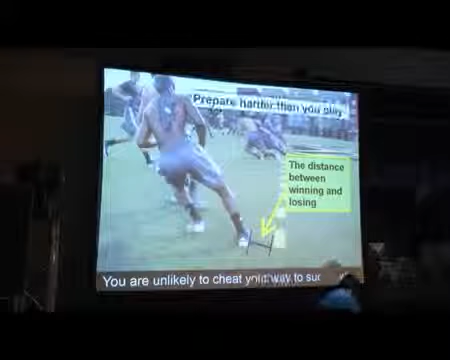 Prepare harder than you play.
The distance
between
winning and
losing
You are unlikely to cheat your way to